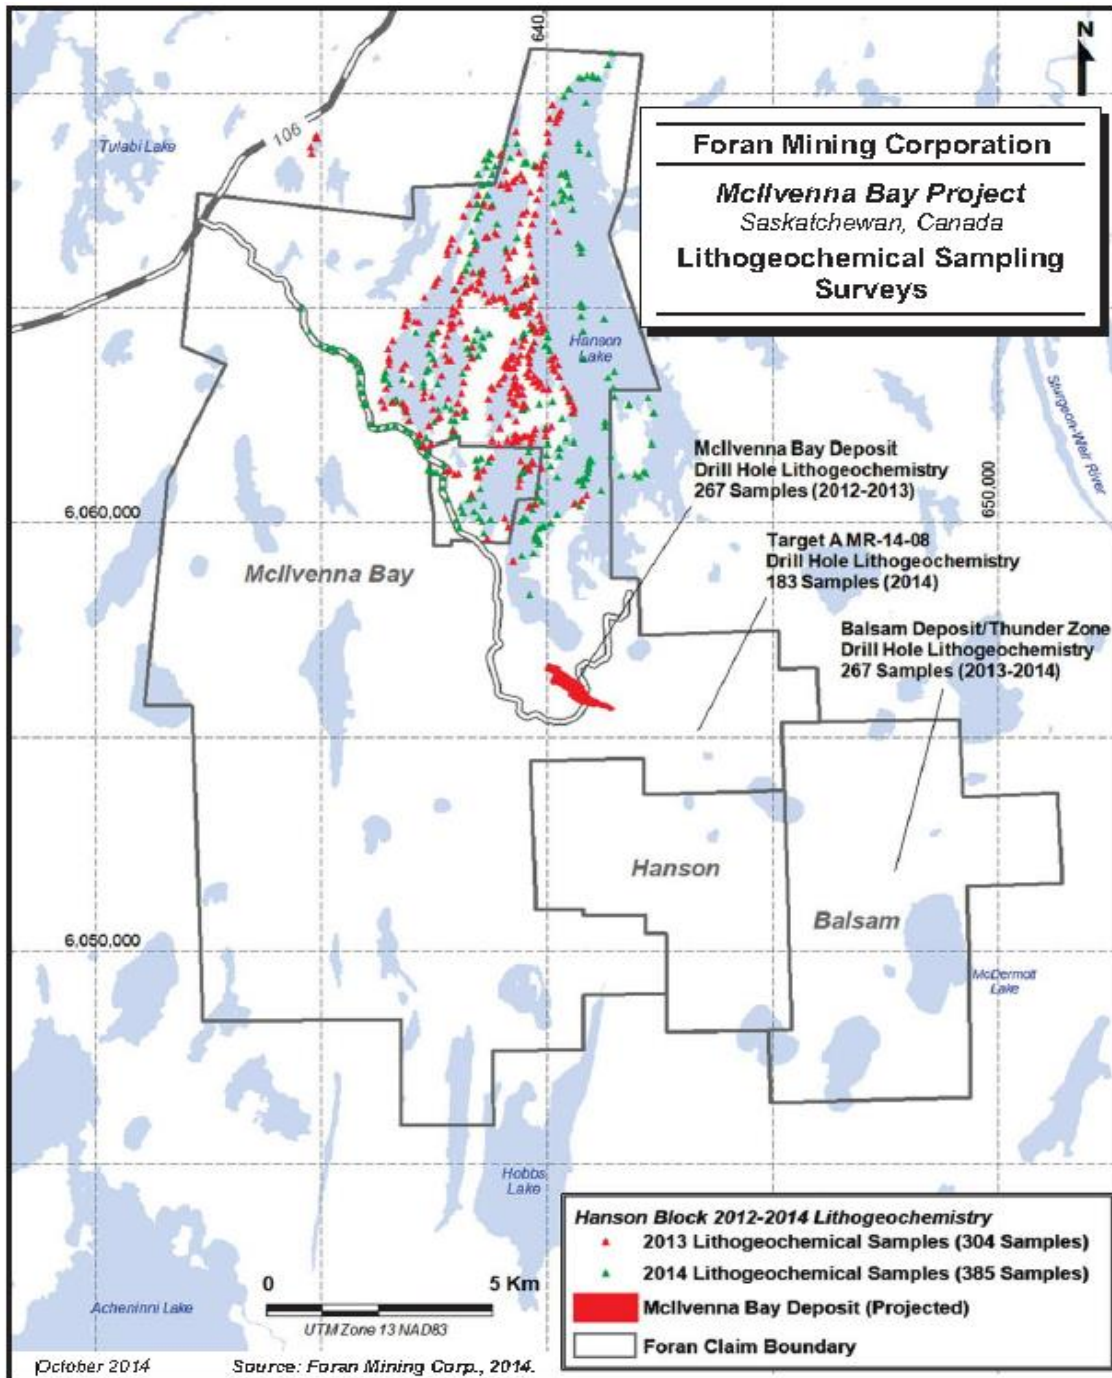 640,
N
Foran Mining Corporation
McIlvenna Bay Project
Saskatchewan, Canada
Lithogeochemical Sampling
Surveys
106
Tulabi Lake
Hanson
Lake
Sturgeon-Weir River
McIlvenna Bay Deposit
Drill Hole Lithogeochemistry
267 Samples (2012-2013)
650,000
6,060,000
Target A MR-14-08
Drill Hole Lithogeochemistry
183 Samples (2014)
McIlvenna Bay
Balsam Deposit/Thunder Zone
Drill Hole Lithogeochemistry
267 Samples (2013-2014)
Hanson
Balsam
6,050,000
McDermott
Lake
Hobbs
Lake
Hanson Block 2012-2014 Lithogeochemistry
2013 Lithogeochemical Samples (304 Samples)
2014 Lithogeochemical Samples (385 Samples)
McIlvenna Bay Deposit (Projected)
Foran Claim Boundary
0 5 Km
UTM Zone 13 NAD83
Acheninni Lake
October 2014 Source: Foran Mining Corp., 2014.